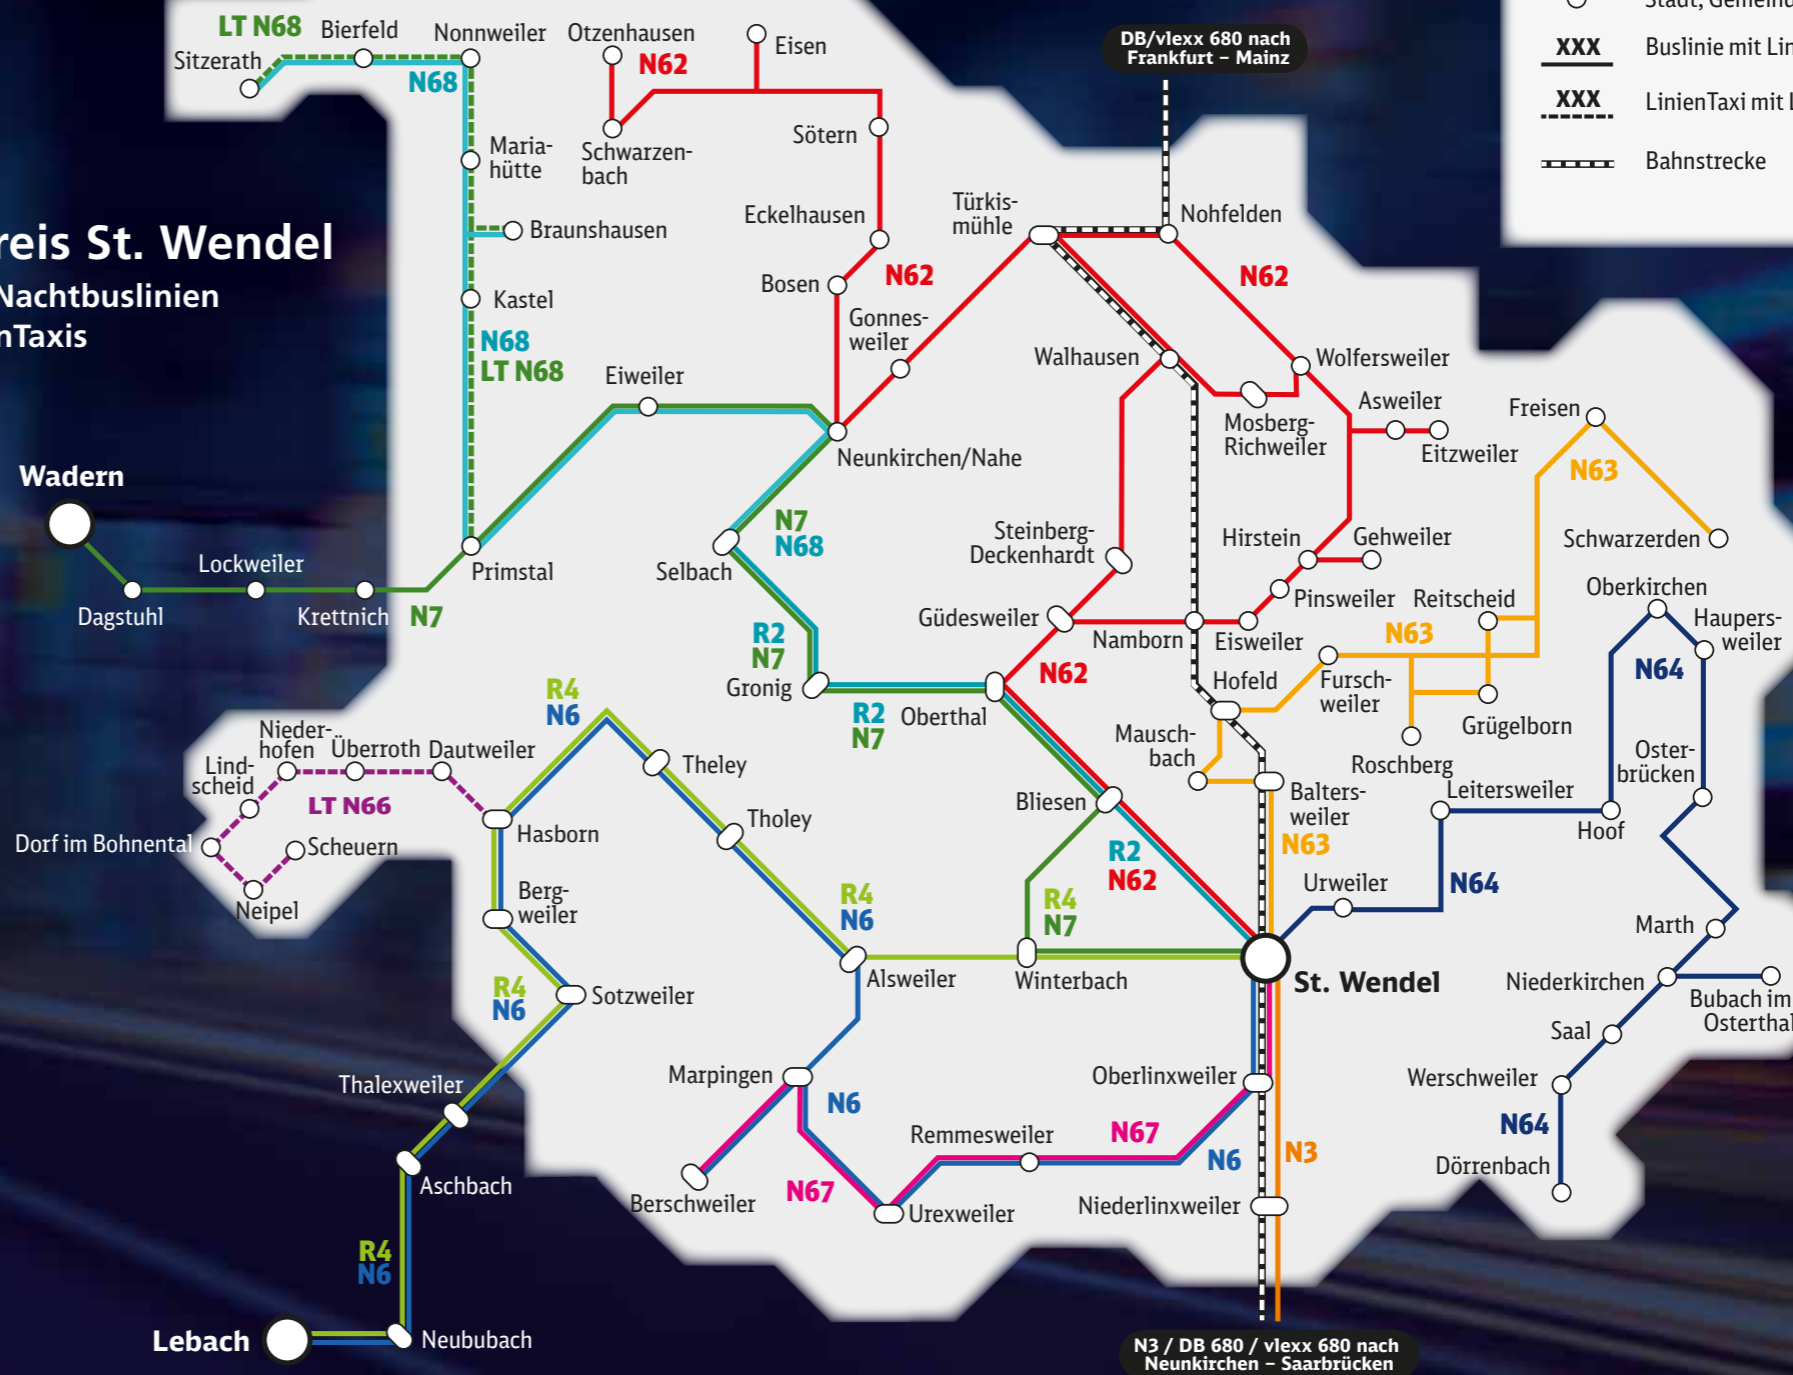 LT N68
Bierfeld
Nonnweiler
Otzenhausen
Eisen
Sitzerath
N68
N62
DB/vlexx 680 nach
Frankfurt – Mainz
XXX
Buslinie mit
XXX
LinienTaxi mit
Bahnstrecke
Sötern
Maria-
hütte
Schwarzen-
bach
Braunshausen
Eckelhausen
Türkis-
mühle
Nohfelden
St. Wendel
Nachtbuslinien
Kastel
Bosen
N62
N62
Gonnes-
weiler
N68
LT N68
Walhausen
Wolfersweiler
Eiweiler
Mosberg-
Richweiler
Asweiler
Eitzweiler
Freisen
N63
Neunkirchen/Nahe
Wadern
Steinberg-
Deckenhardt
Hirstein
Gehweiler
Schwarzerden
N7
N68
Lockweiler
Primstal
Selbach
Dagstuhl
Krettnich
N7
Güdesweiler
Namborn
Eisweiler
Pinsweiler
Reitscheid
Oberkirchen
Haupers-
weiler
N63
N64
R2
N7
Gronig
N62
Hofeld
Fursch-
weiler
Grügelborn
R4
N6
R2
N7
Oberthal
Mausch-
bach
Roschberg
Oster-
brücken
Nieder-
hofen
Überroth
Dautweiler
Lind-
scheid
LT N66
Theley
Bliesen
Balters-
weiler
Leitersweiler
Hoof
Dorf im Bohnental
Scheuern
Hasborn
Tholey
N63
R2
N62
Neipel
Berg-
weiler
R4
N6
R4
N7
Urweiler
N64
Marth
R4
N6
Sotzweiler
Alsweiler
Winterbach
St. Wendel
Niederkirchen
Bubach im
Osterthal
Saal
Thalexweiler
Marpingen
N6
Oberlinxweiler
Werschweiler
N64
Remmesweiler
N67
N6
N3
Dörrenbach
Aschbach
Berschweiler
N67
Urexweiler
Niederlinxweiler
R4
N6
Lebach
Neububach
N3 / DB 680 / vlexx 680 nach
Neunkirchen – Saarbrücken